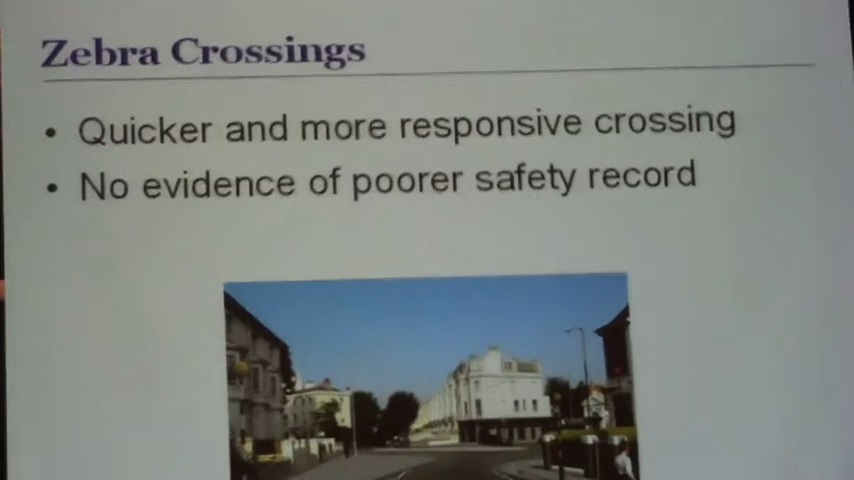 Zebra Crossings
• Quicker and more responsive crossing
• No evidence of poorer safety record